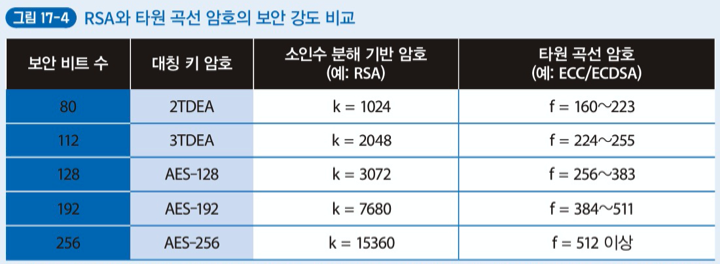 그림 17-4 RSA와 타원 곡선 암호의 보안 강도 비교
보안 비트 수 대칭 키 암호 소인수 분해 기반 암호 (예: RSA) 타원 곡선 암호 (예: ECC/ECDSA)
80 2TDEA k = 1024 f = 160~223
112 3TDEA k = 2048 f = 224~255
128 AES-128 k = 3072 f = 256~383
192 AES-192 k = 7680 f = 384~511
256 AES-256 k = 15360 f = 512 이상